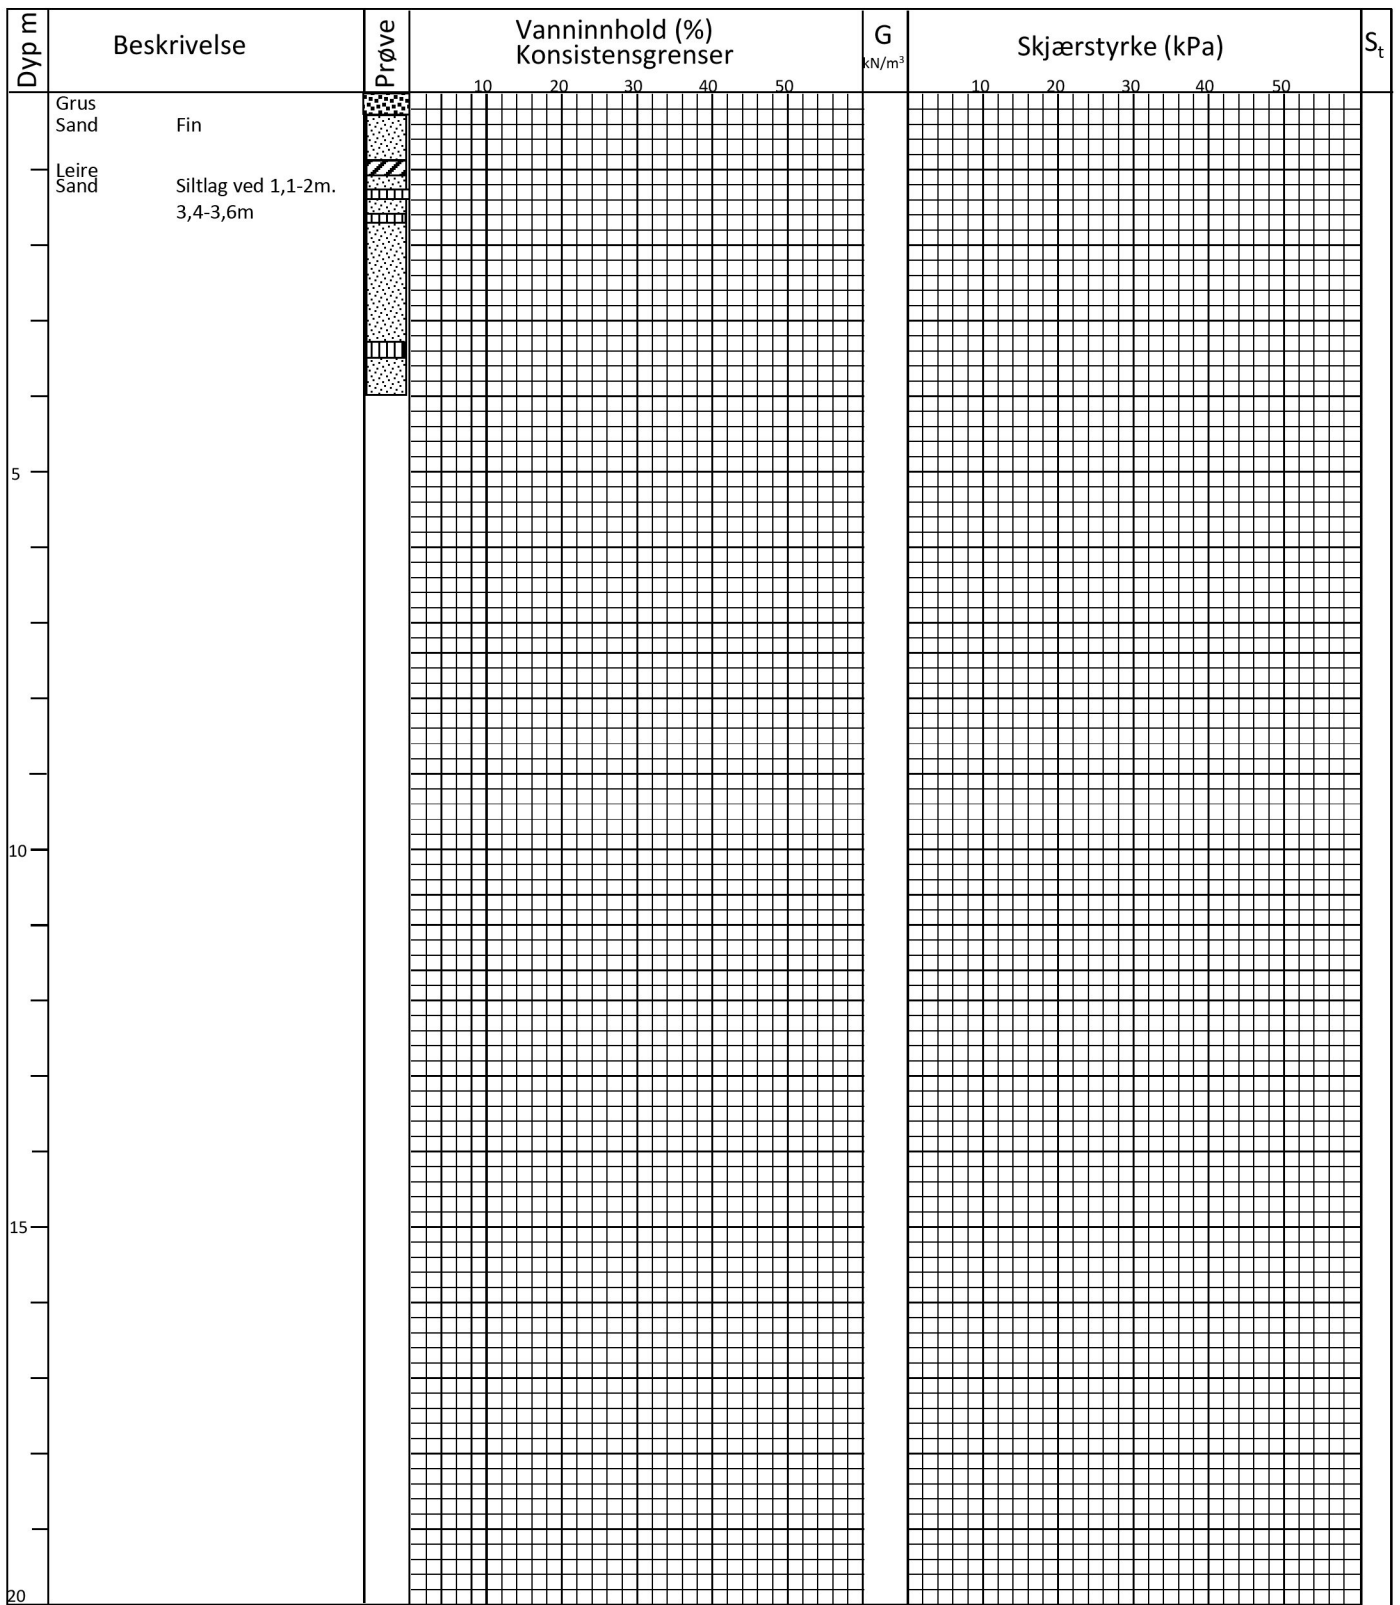 Dyp m
Beskrivelse
Prøve
Vanninnhold (%)
Konsistensgrenser
10 20 30 40 50
G
kN/m³
Skjærstyrke (kPa)
10 20 30 40 50
Sₜ
Grus
Sand Fin
Leire
Sand Siltlag ved 1,1-2m.
3,4-3,6m
5
10
15
20